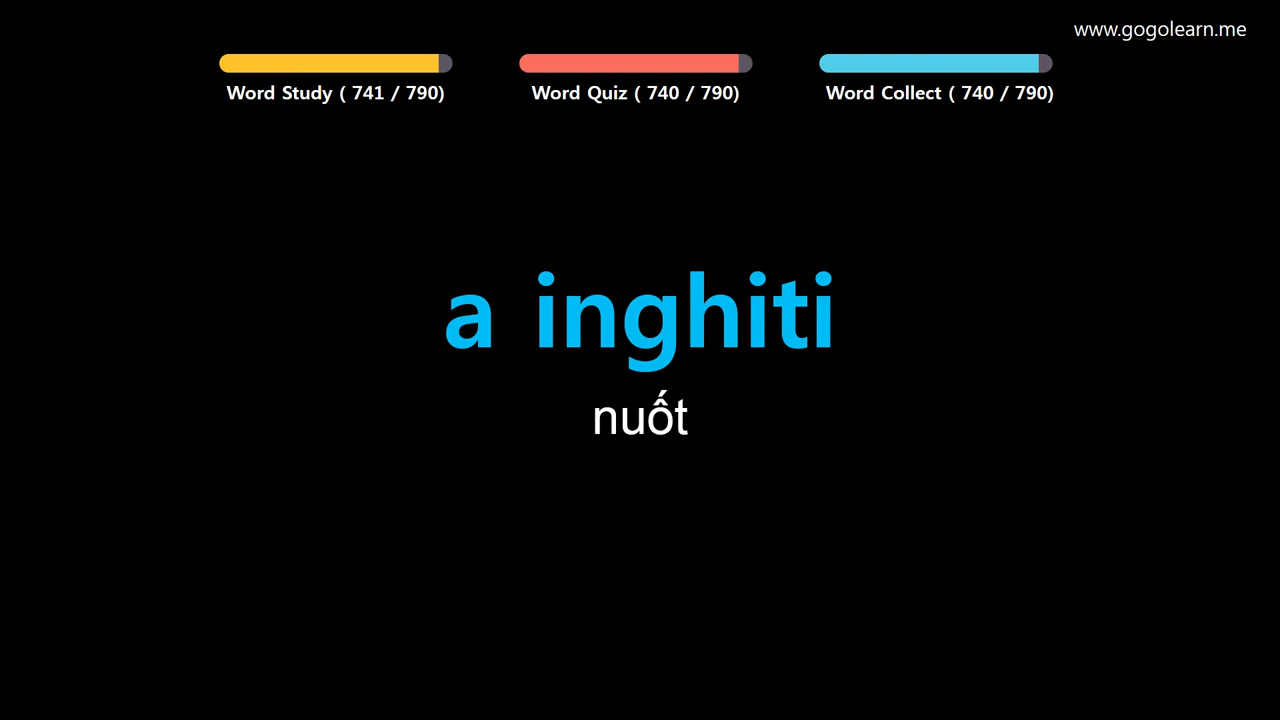 www.gogolearn.me
Word Study ( 741 / 790)
Word Quiz ( 740 / 790)
Word Collect ( 740 / 790)
a inghiti
nuốt